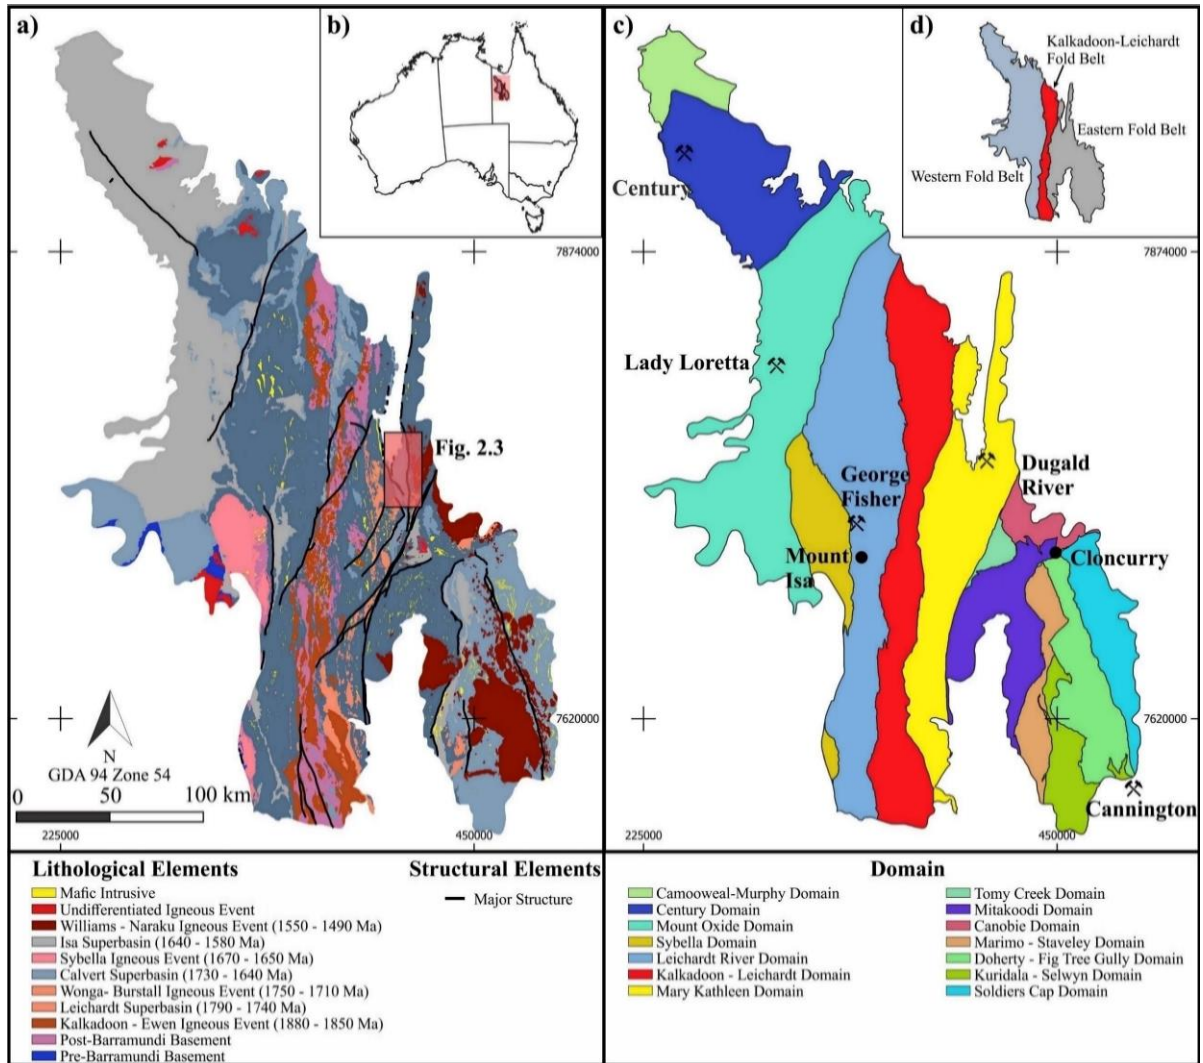 a)
b)
Fig. 2.3
7874000
7620000
N
GDA 94 Zone 54
0 50 100 km
225000
450000
Lithological Elements
Mafic Intrusive
Undifferentiated Igneous Event
Williams - Naraku Igneous Event (1550 - 1490 Ma)
Isa Superbasin (1640 - 1580 Ma)
Sybella Igneous Event (1670 - 1650 Ma)
Calvert Superbasin (1730 - 1640 Ma)
Wonga- Burstall Igneous Event (1750 - 1710 Ma)
Leichardt Superbasin (1790 - 1740 Ma)
Kalkadoon - Ewen Igneous Event (1880 - 1850 Ma)
Post-Barramundi Basement
Pre-Barramundi Basement
Structural Elements
Major Structure
c)
d)
Kalkadoon-Leichardt
Fold Belt
Eastern Fold Belt
Western Fold Belt
Century
7874000
Lady Loretta
George
Fisher
Dugald
River
Mount
Isa
Cloncurry
7620000
Cannington
225000
450000
Domain
Camooweal-Murphy Domain
Century Domain
Mount Oxide Domain
Sybella Domain
Leichardt River Domain
Kalkadoon - Leichardt Domain
Mary Kathleen Domain
Tomy Creek Domain
Mitakoodi Domain
Canobie Domain
Marimo - Staveley Domain
Doherty - Fig Tree Gully Domain
Kuridala - Selwyn Domain
Soldiers Cap Domain